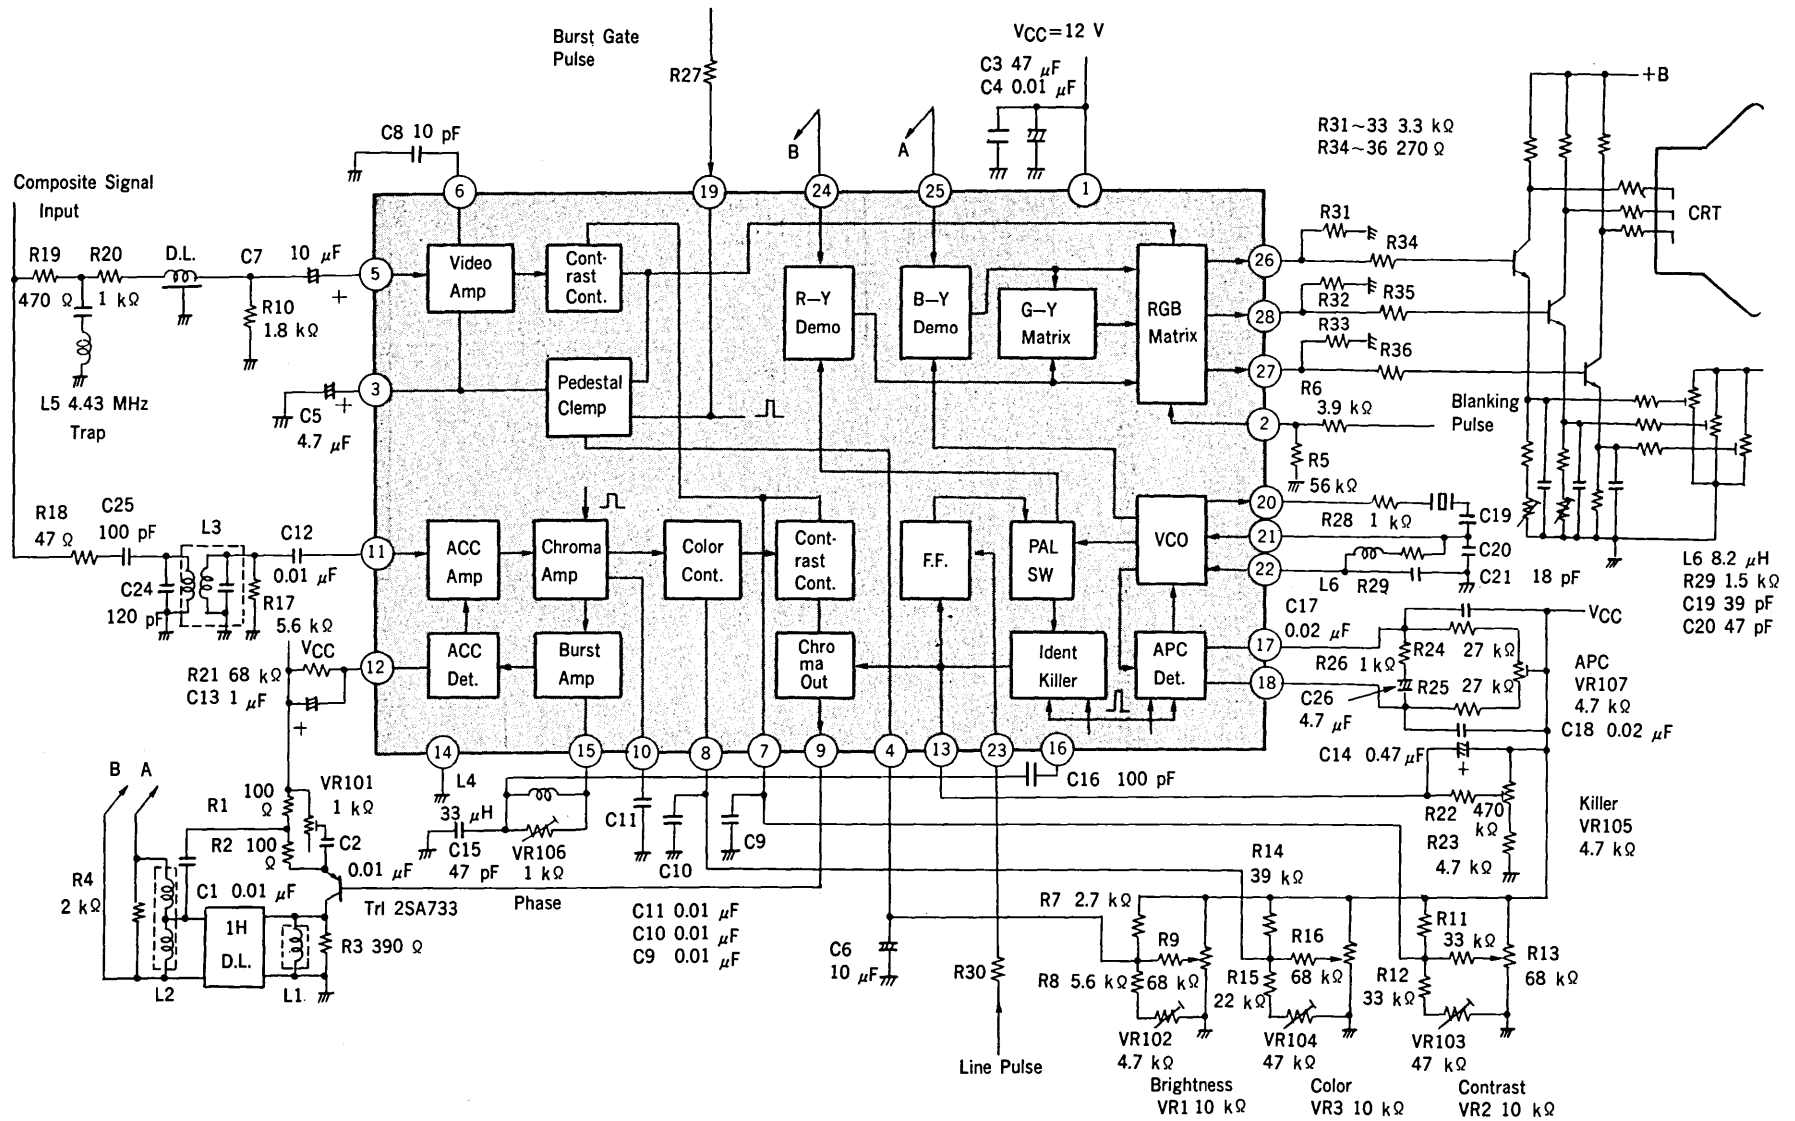 Burst Gate
Pulse
R27
VCC=12 V
C3 47 μF
C4 0.01 μF
+B
C8 10 pF
B
A
R31~33 3.3 kΩ
R34~36 270 Ω
Composite Signal
Input
6
19
24
25
1
CRT
R19
R20
D.L.
C7
10 μF
+
470 Ω
1 kΩ
R10
1.8 kΩ
5
Video
Amp
Cont-
rast
Cont.
R-Y
Demo
B-Y
Demo
G-Y
Matrix
RGB
Matrix
26
R31
R34
28
R32
R35
R33
27
R36
L5 4.43 MHz
Trap
3
C5
4.7 μF
+
Pedestal
Clemp
R6
3.9 kΩ
2
Blanking
Pulse
R5
56 kΩ
R18
47 Ω
C25
100 pF
L3
C12
0.01 μF
C24
120 pF
R17
5.6 kΩ
11
ACC
Amp
Chroma
Amp
Color
Cont.
Cont-
rast
Cont.
F.F.
PAL
SW
VCO
20
R28 1 kΩ
C19
21
C20
22
L6
R29
C21
18 pF
L6 8.2 μH
R29 1.5 kΩ
C19 39 pF
C20 47 pF
VCC
R21 68 kΩ
C13 1 μF
+
12
ACC
Det.
Burst
Amp
Chro
ma
Out
Ident
Killer
APC
Det.
C17
0.02 μF
17
R26 1 kΩ
R24
27 kΩ
VCC
18
C26
4.7 μF
R25
27 kΩ
APC
VR107
4.7 kΩ
C18 0.02 μF
14
15
10
8
7
9
4
13
23
16
C14 0.47 μF
+
B
A
R1
100
Ω
VR101
1 kΩ
R2
100
Ω
C2
0.01 μF
L4
33 μH
C15
47 pF
VR106
1 kΩ
C11
C10
C9
C16 100 pF
R22
470
kΩ
R23
4.7 kΩ
Killer
VR105
4.7 kΩ
R4
2 kΩ
C1 0.01 μF
1H
D.L.
L2
L1
R3 390 Ω
Tr1 2SA733
Phase
C11 0.01 μF
C10 0.01 μF
C9 0.01 μF
C6
10 μF
R30
Line Pulse
R7 2.7 kΩ
R9
68 kΩ
R8 5.6 kΩ
VR102
4.7 kΩ
Brightness
VR1 10 kΩ
R14
39 kΩ
R16
68 kΩ
R15
22 kΩ
VR104
47 kΩ
Color
VR3 10 kΩ
R11
33 kΩ
R12
33 kΩ
R13
68 kΩ
VR103
47 kΩ
Contrast
VR2 10 kΩ